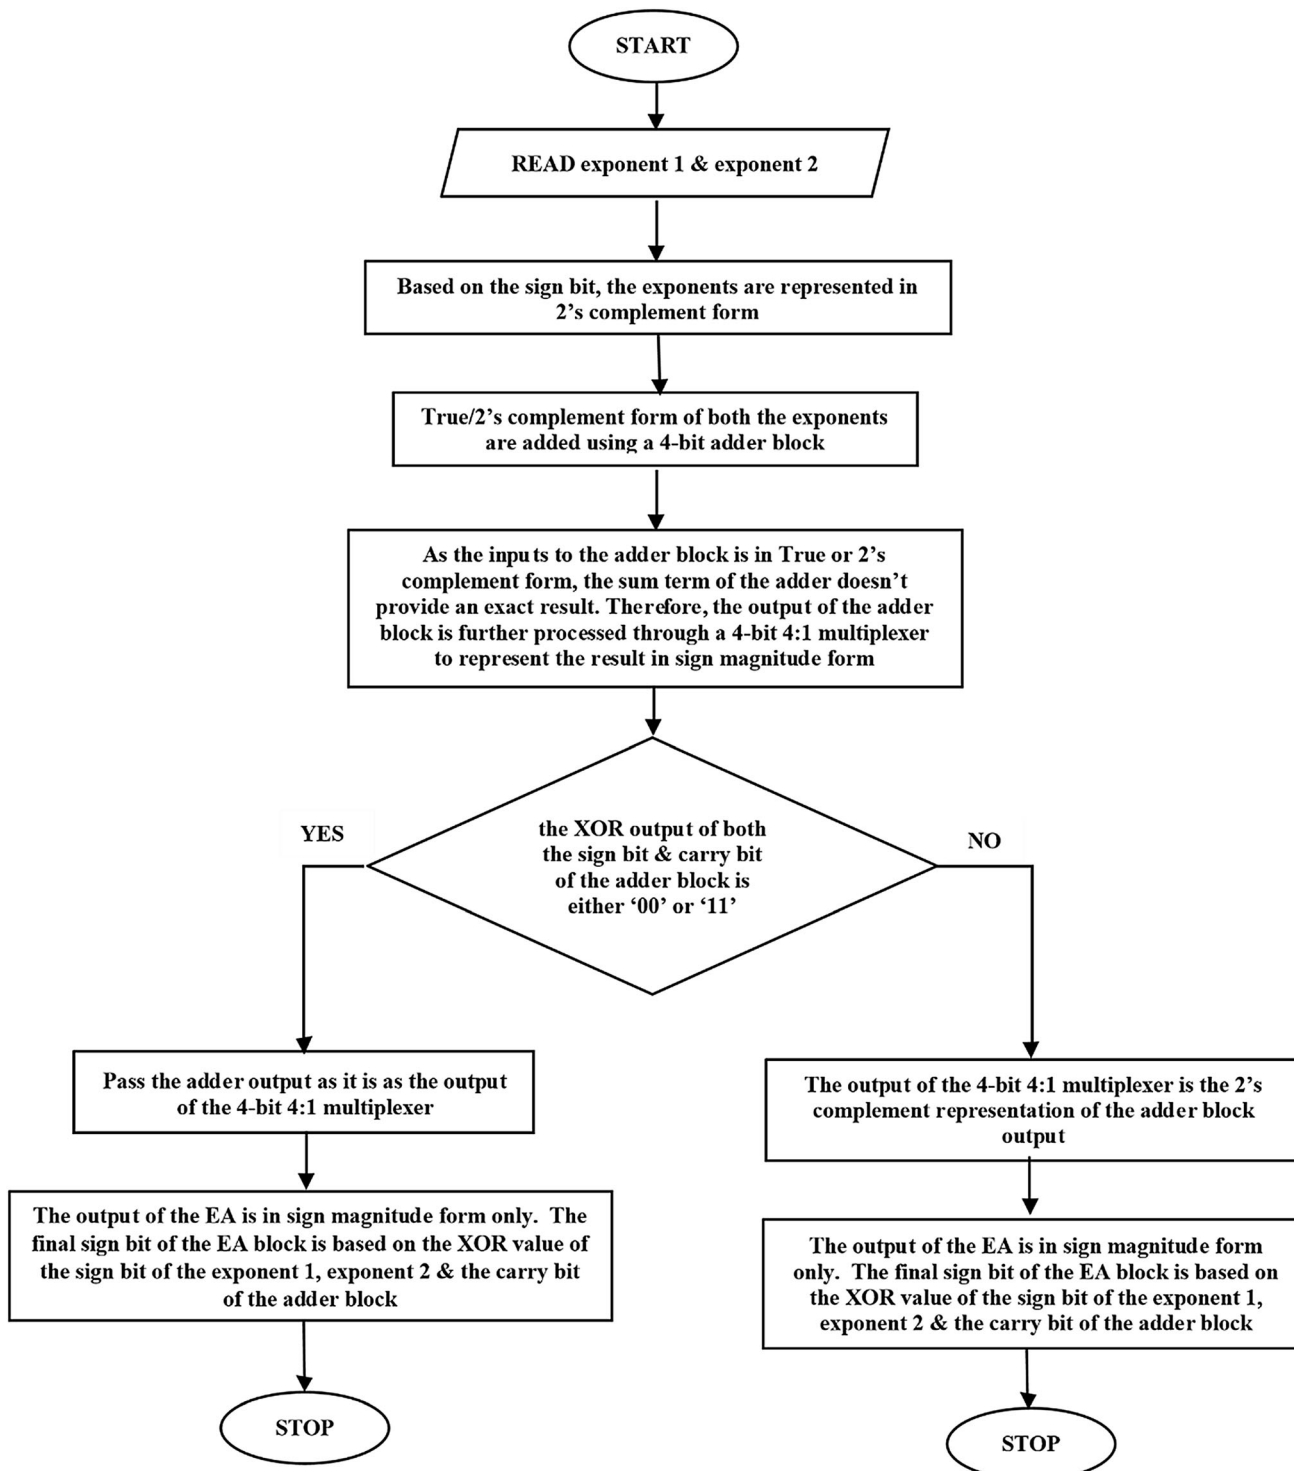 START
READ exponent 1 & exponent 2
Based on the sign bit, the exponents are represented in
2’s complement form
True/2’s complement form of both the exponents
are added using a 4-bit adder block
As the inputs to the adder block is in True or 2’s
complement form, the sum term of the adder doesn’t
provide an exact result. Therefore, the output of the adder
block is further processed through a 4-bit 4:1 multiplexer
to represent the result in sign magnitude form
the XOR output of both
the sign bit & carry bit
of the adder block is
either ‘00’ or ‘11’
YES
NO
Pass the adder output as it is as the output
of the 4-bit 4:1 multiplexer
The output of the EA is in sign magnitude form only. The
final sign bit of the EA block is based on the XOR value of
the sign bit of the exponent 1, exponent 2 & the carry bit
of the adder block
STOP
The output of the 4-bit 4:1 multiplexer is the 2’s
complement representation of the adder block
output
The output of the EA is in sign magnitude form
only. The final sign bit of the EA block is based on
the XOR value of the sign bit of the exponent 1,
exponent 2 & the carry bit of the adder block
STOP